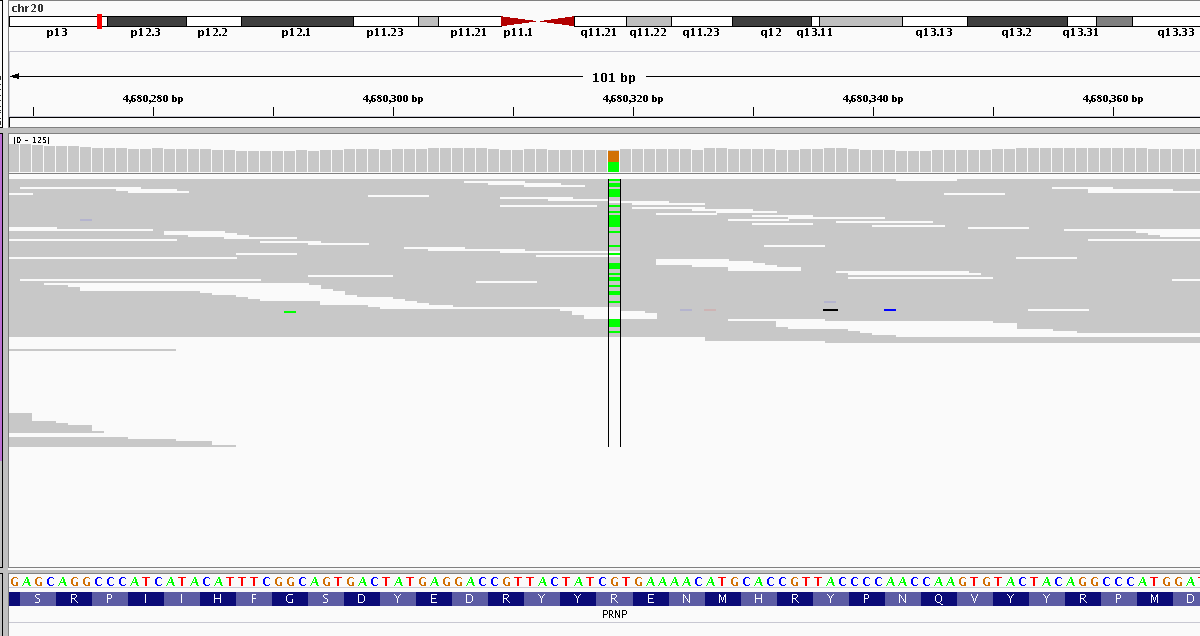 chr20
p13 p12.3 p12.2 p12.1 p11.23 p11.21 p11.1 q11.21 q11.22 q11.23 q12 q13.11 q13.13 q13.2 q13.31 q13.33
101 bp
4,680,280 bp 4,680,300 bp 4,680,320 bp 4,680,340 bp 4,680,360 bp
[0 - 125]
GAGCAGGCCCATCATACATTTCGGCAGTGACTATGAGGACCGTTACTATCGTGAAAACATGCACCGTTACCCCAACCAAGTGTACTACAGGCCCATGGAT
S R P I I H F G S D Y E D R Y Y R E N M H R Y P N Q V Y Y R P M D
PRNP